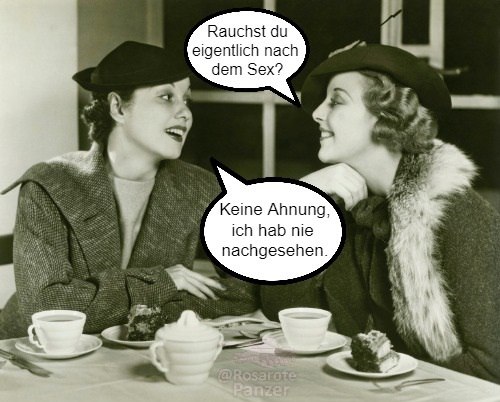 Rauchst du
eigentlich nach
dem Sex?
Keine Ahnung,
ich hab nie
nachgesehen.
@Rosarote
Panzer